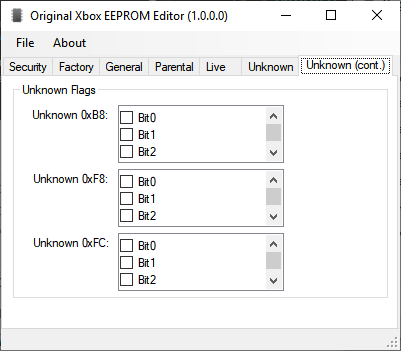 Original Xbox EEPROM Editor (1.0.0.0)
File About
Security Factory General Parental Live Unknown Unknown (cont.)
Unknown Flags
Unknown 0xB8:
Bit0
Bit1
Bit2
Unknown 0xF8:
Bit0
Bit1
Bit2
Unknown 0xFC:
Bit0
Bit1
Bit2